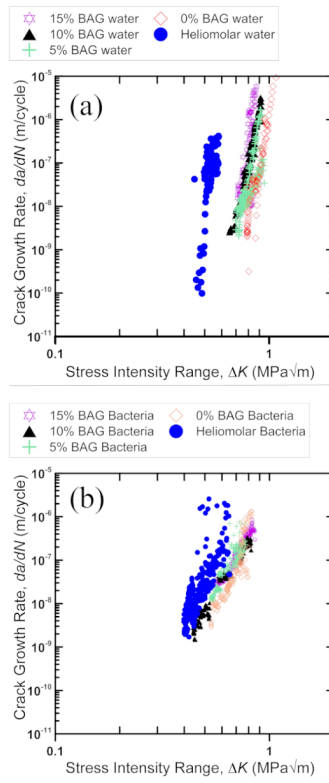 15% BAG water 0% BAG water
10% BAG water Heliomolar water
5% BAG water
(a)
Crack Growth Rate, da/dN (m/cycle)
10⁻⁵
10⁻⁶
10⁻⁷
10⁻⁸
10⁻⁹
10⁻¹⁰
10⁻¹¹
0.1 1
Stress Intensity Range, ΔK (MPa√m)
15% BAG Bacteria 0% BAG Bacteria
10% BAG Bacteria Heliomolar Bacteria
5% BAG Bacteria
(b)
Crack Growth Rate, da/dN (m/cycle)
10⁻⁵
10⁻⁶
10⁻⁷
10⁻⁸
10⁻⁹
10⁻¹⁰
10⁻¹¹
0.1 1
Stress Intensity Range, ΔK (MPa√m)